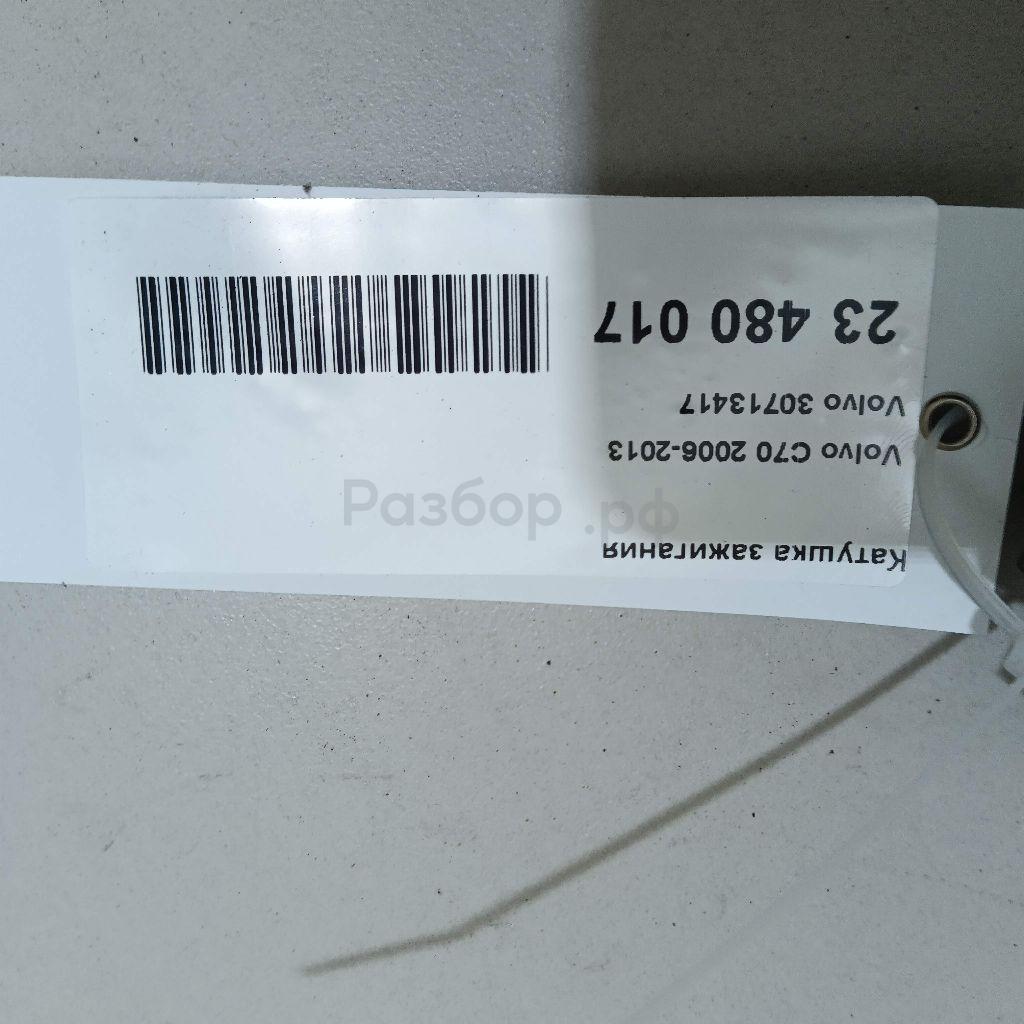 Катушка зажигания
Volvo C70 2006-2013
Volvo 30713417
23 480 017
Разбор.рф